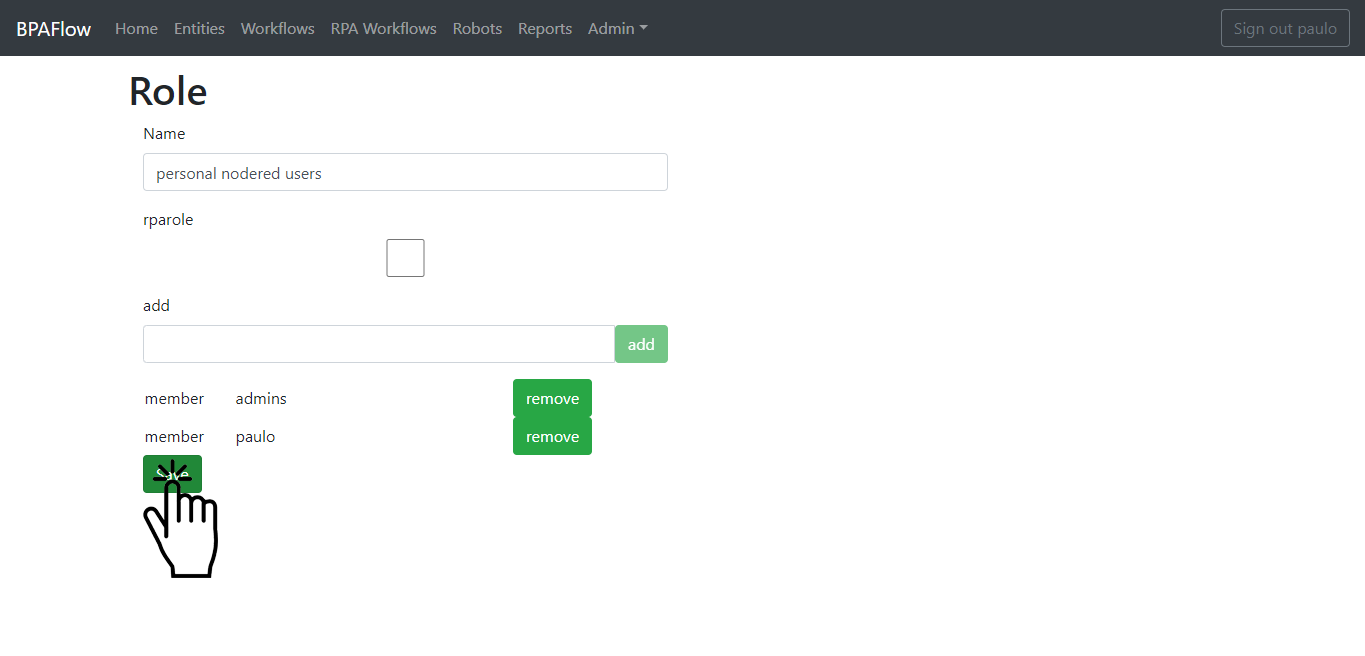 BPAFlow Home Entities Workflows RPA Workflows Robots Reports Admin Sign out paulo
Role
Name
personal nodered users
rparole
add
add
member admins remove
member paulo remove
Save